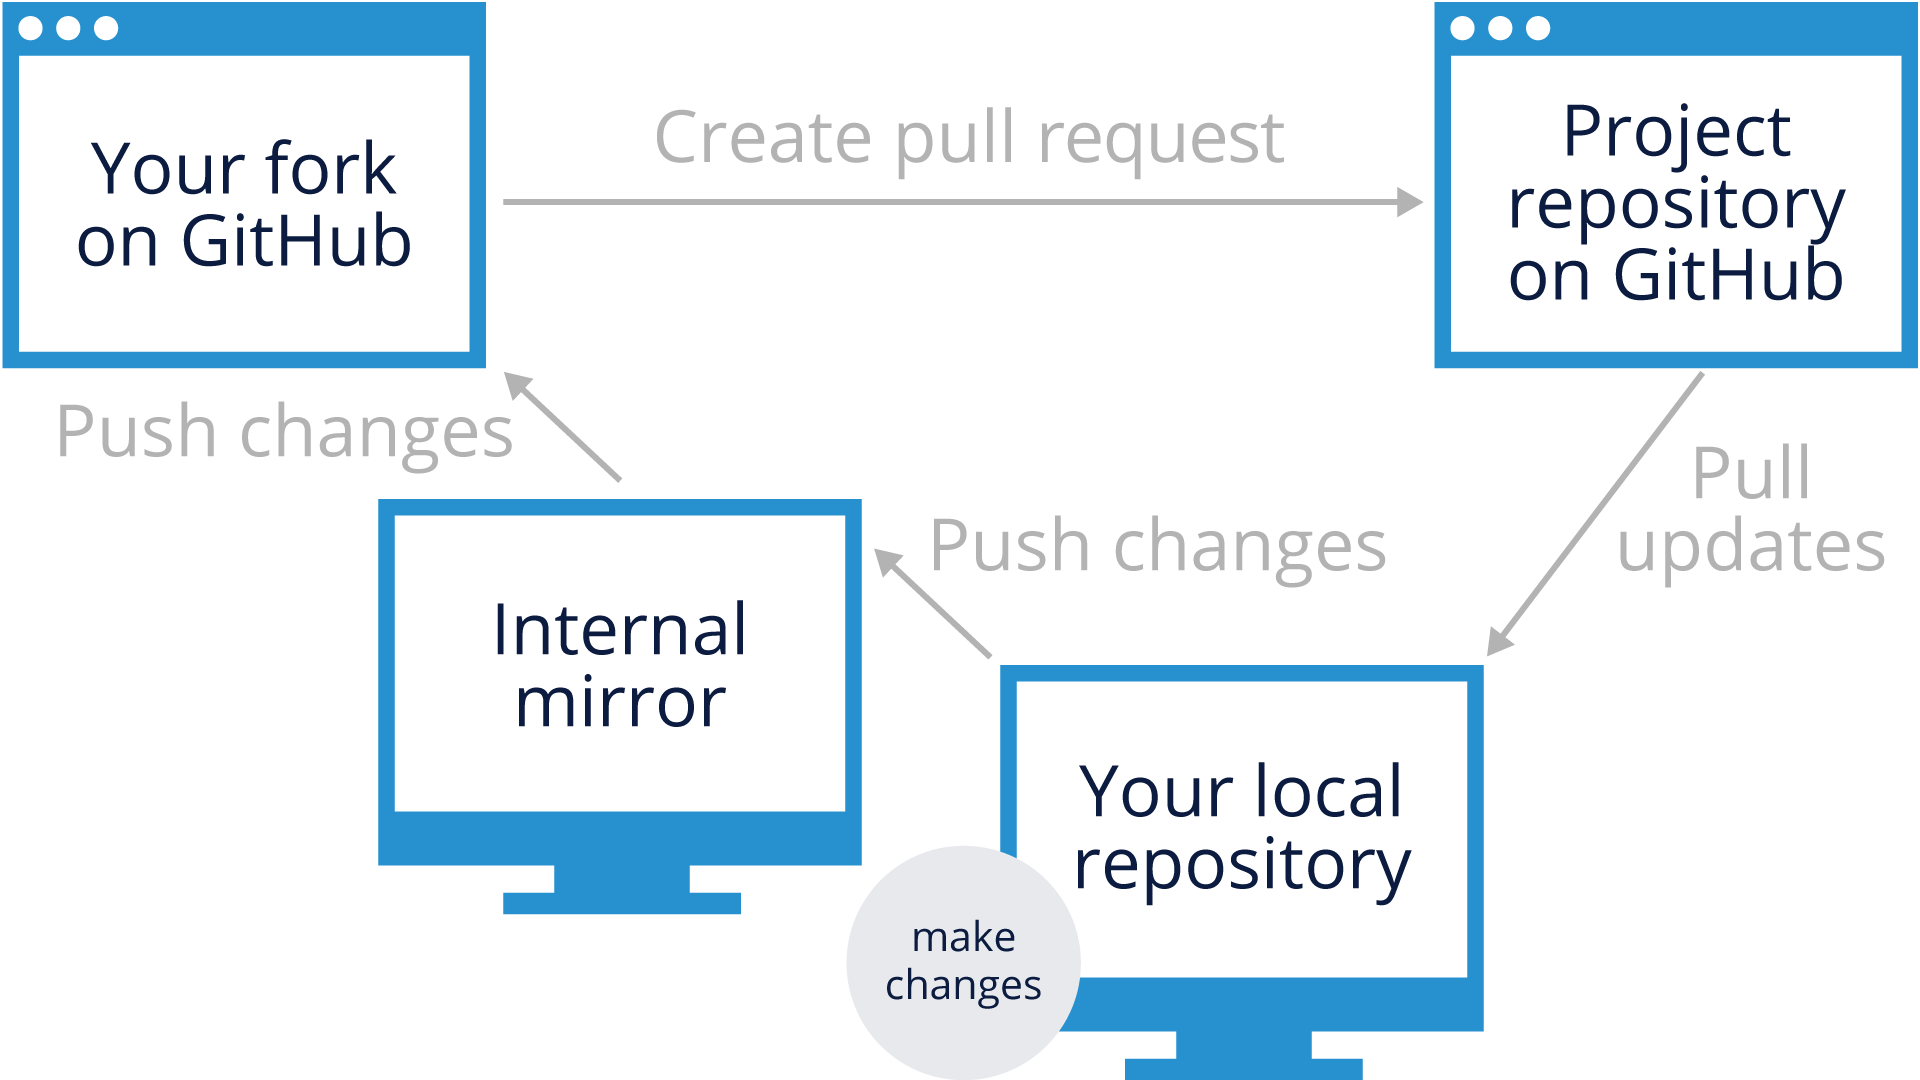 Your fork
on GitHub
Create pull request
Project
repository
on GitHub
Push changes
Pull
updates
Push changes
Internal
mirror
Your local
repository
make
changes